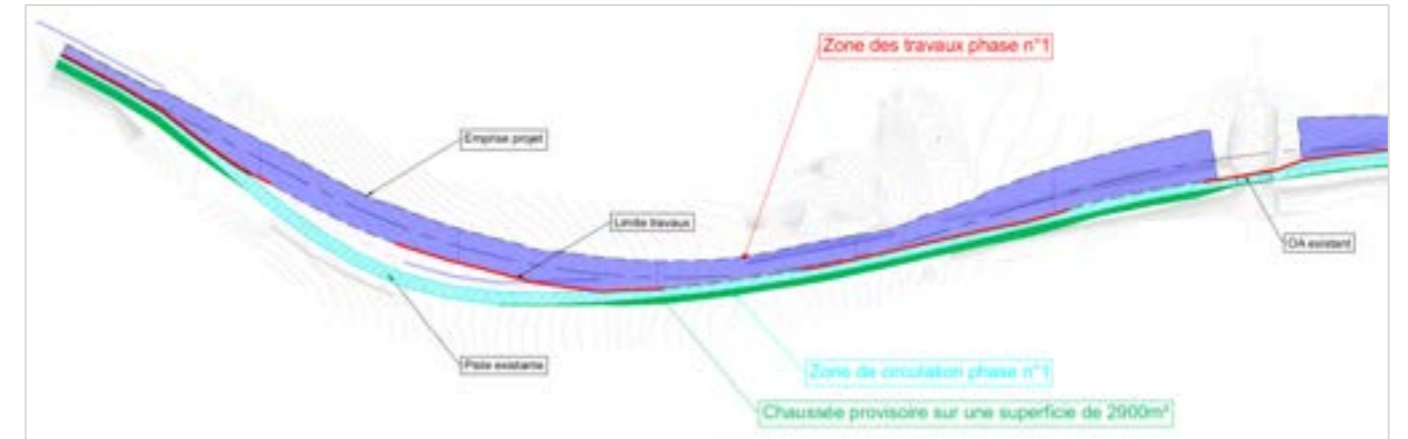 Zone des travaux phase n°1
Emprise projet
Limite travaux
OA existant
Piste existante
Zone de circulation phase n°1
Chaussée provisoire sur une superficie de 2900m²